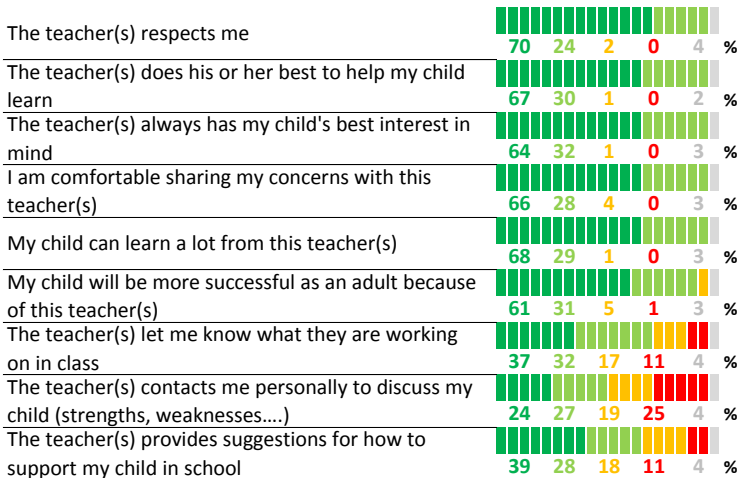 The teacher(s) respects me
70 24 2 0 4 %
The teacher(s) does his or her best to help my child
learn
67 30 1 0 2 %
The teacher(s) always has my child's best interest in
mind
64 32 1 0 3 %
I am comfortable sharing my concerns with this
teacher(s)
66 28 4 0 3 %
My child can learn a lot from this teacher(s)
68 29 1 0 3 %
My child will be more successful as an adult because
of this teacher(s)
61 31 5 1 3 %
The teacher(s) let me know what they are working
on in class
37 32 17 11 4 %
The teacher(s) contacts me personally to discuss my
child (strengths, weaknesses....)
24 27 19 25 4 %
The teacher(s) provides suggestions for how to
support my child in school
39 28 18 11 4 %